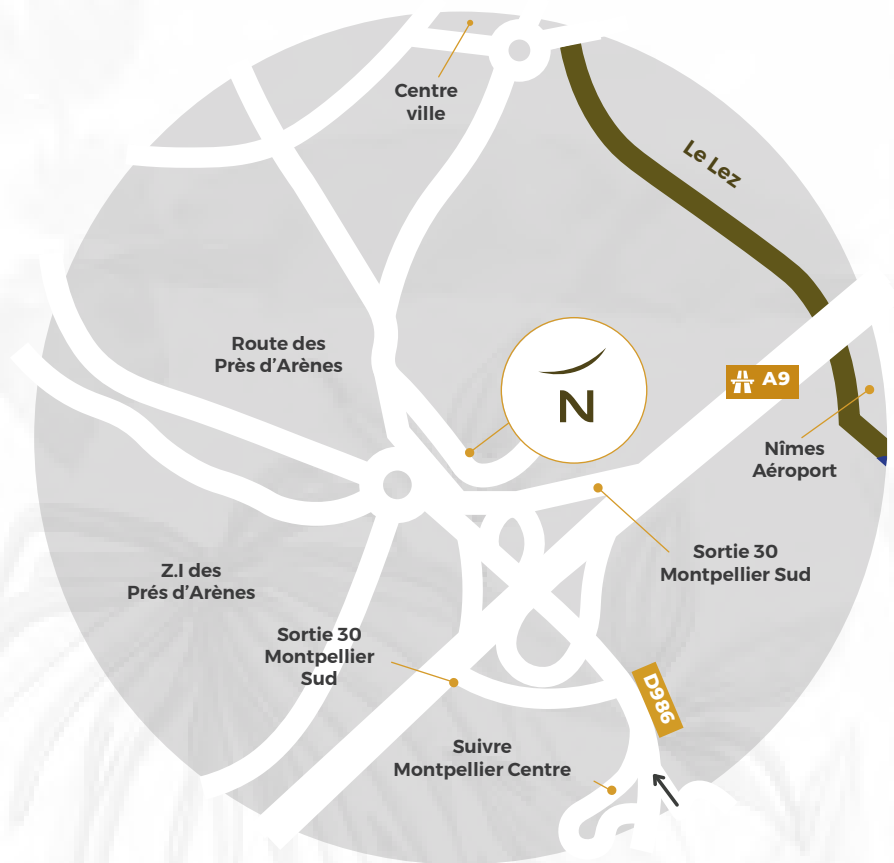 Centre
ville
Le Lez
Route des
Près d'Arènes
N
A9
Nîmes
Aéroport
Sortie 30
Montpellier Sud
Z.I des
Prés d'Arènes
Sortie 30
Montpellier
Sud
D986
Suivre
Montpellier Centre